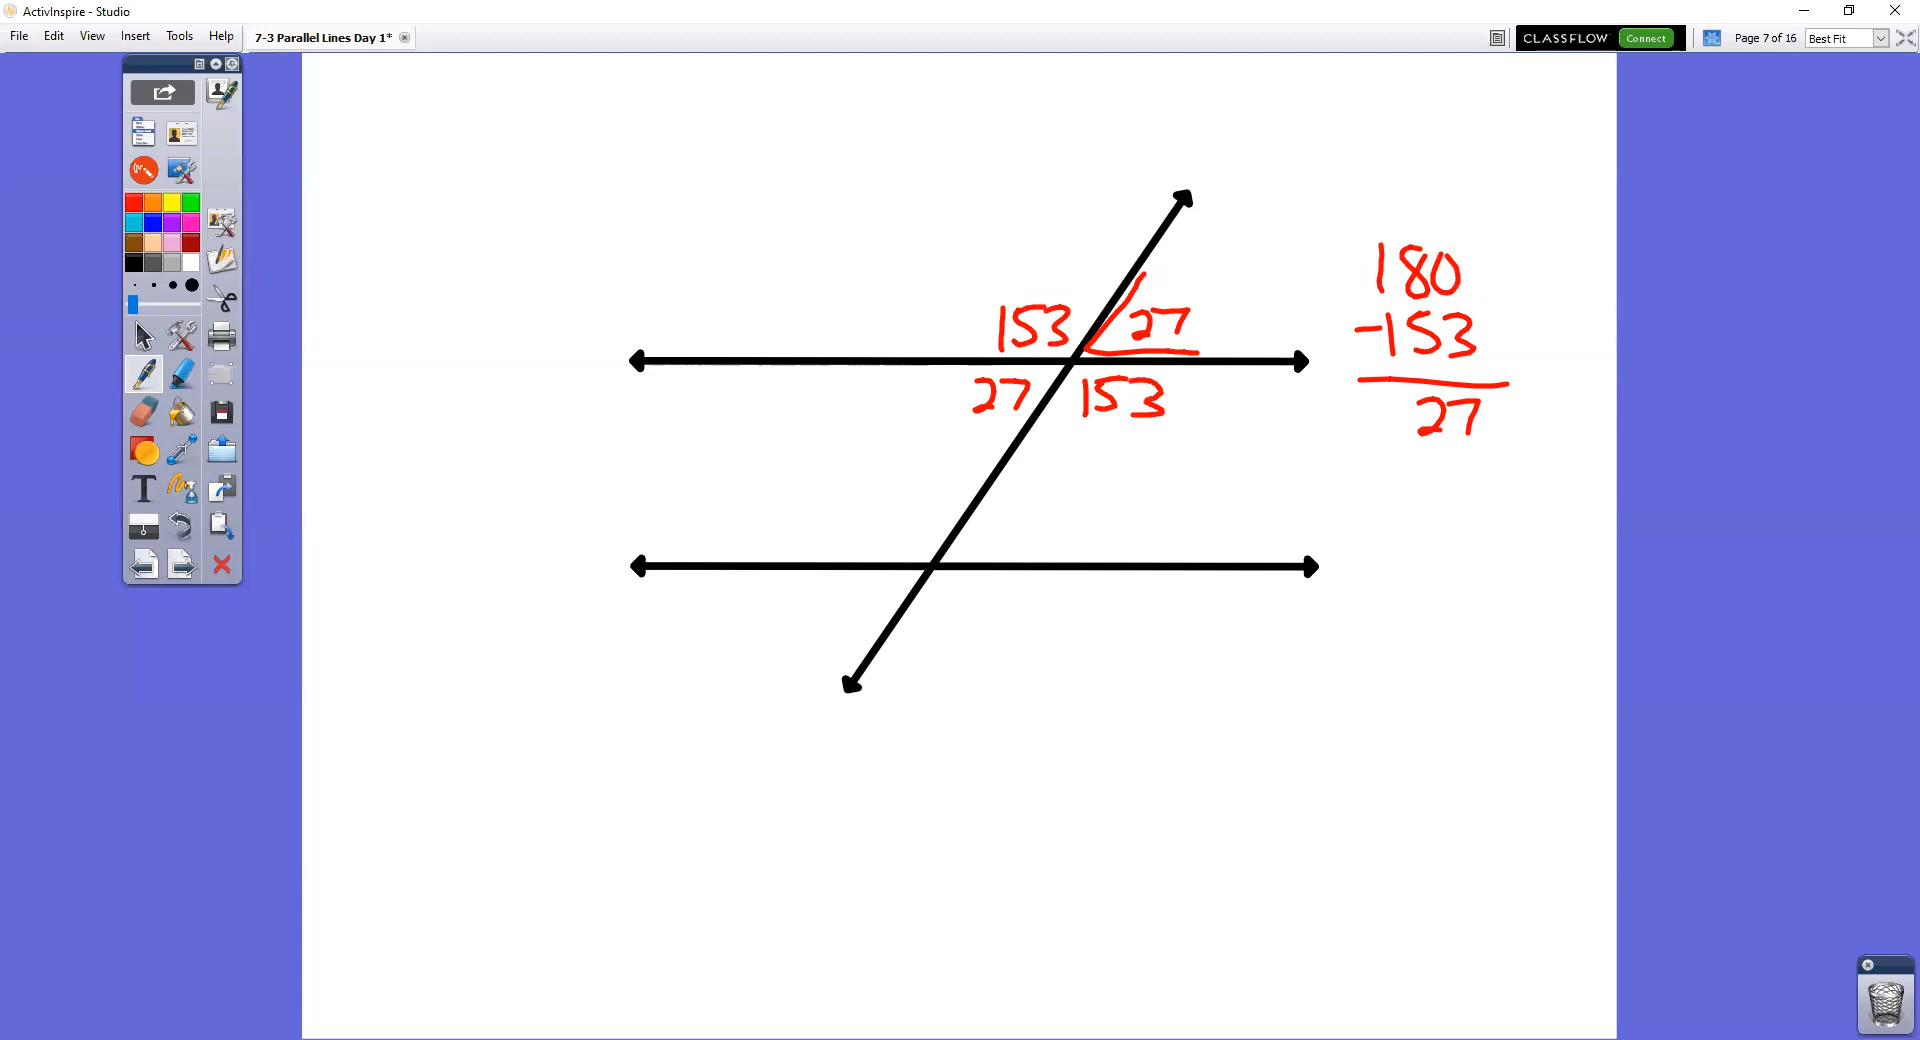 ActivInspire - Studio
File Edit View Insert Tools Help
7-3 Parallel Lines Day 1*
CLASSFLOW Connect
Page 7 of 16
Best Fit
T
153 27
27 153
180
-153
27